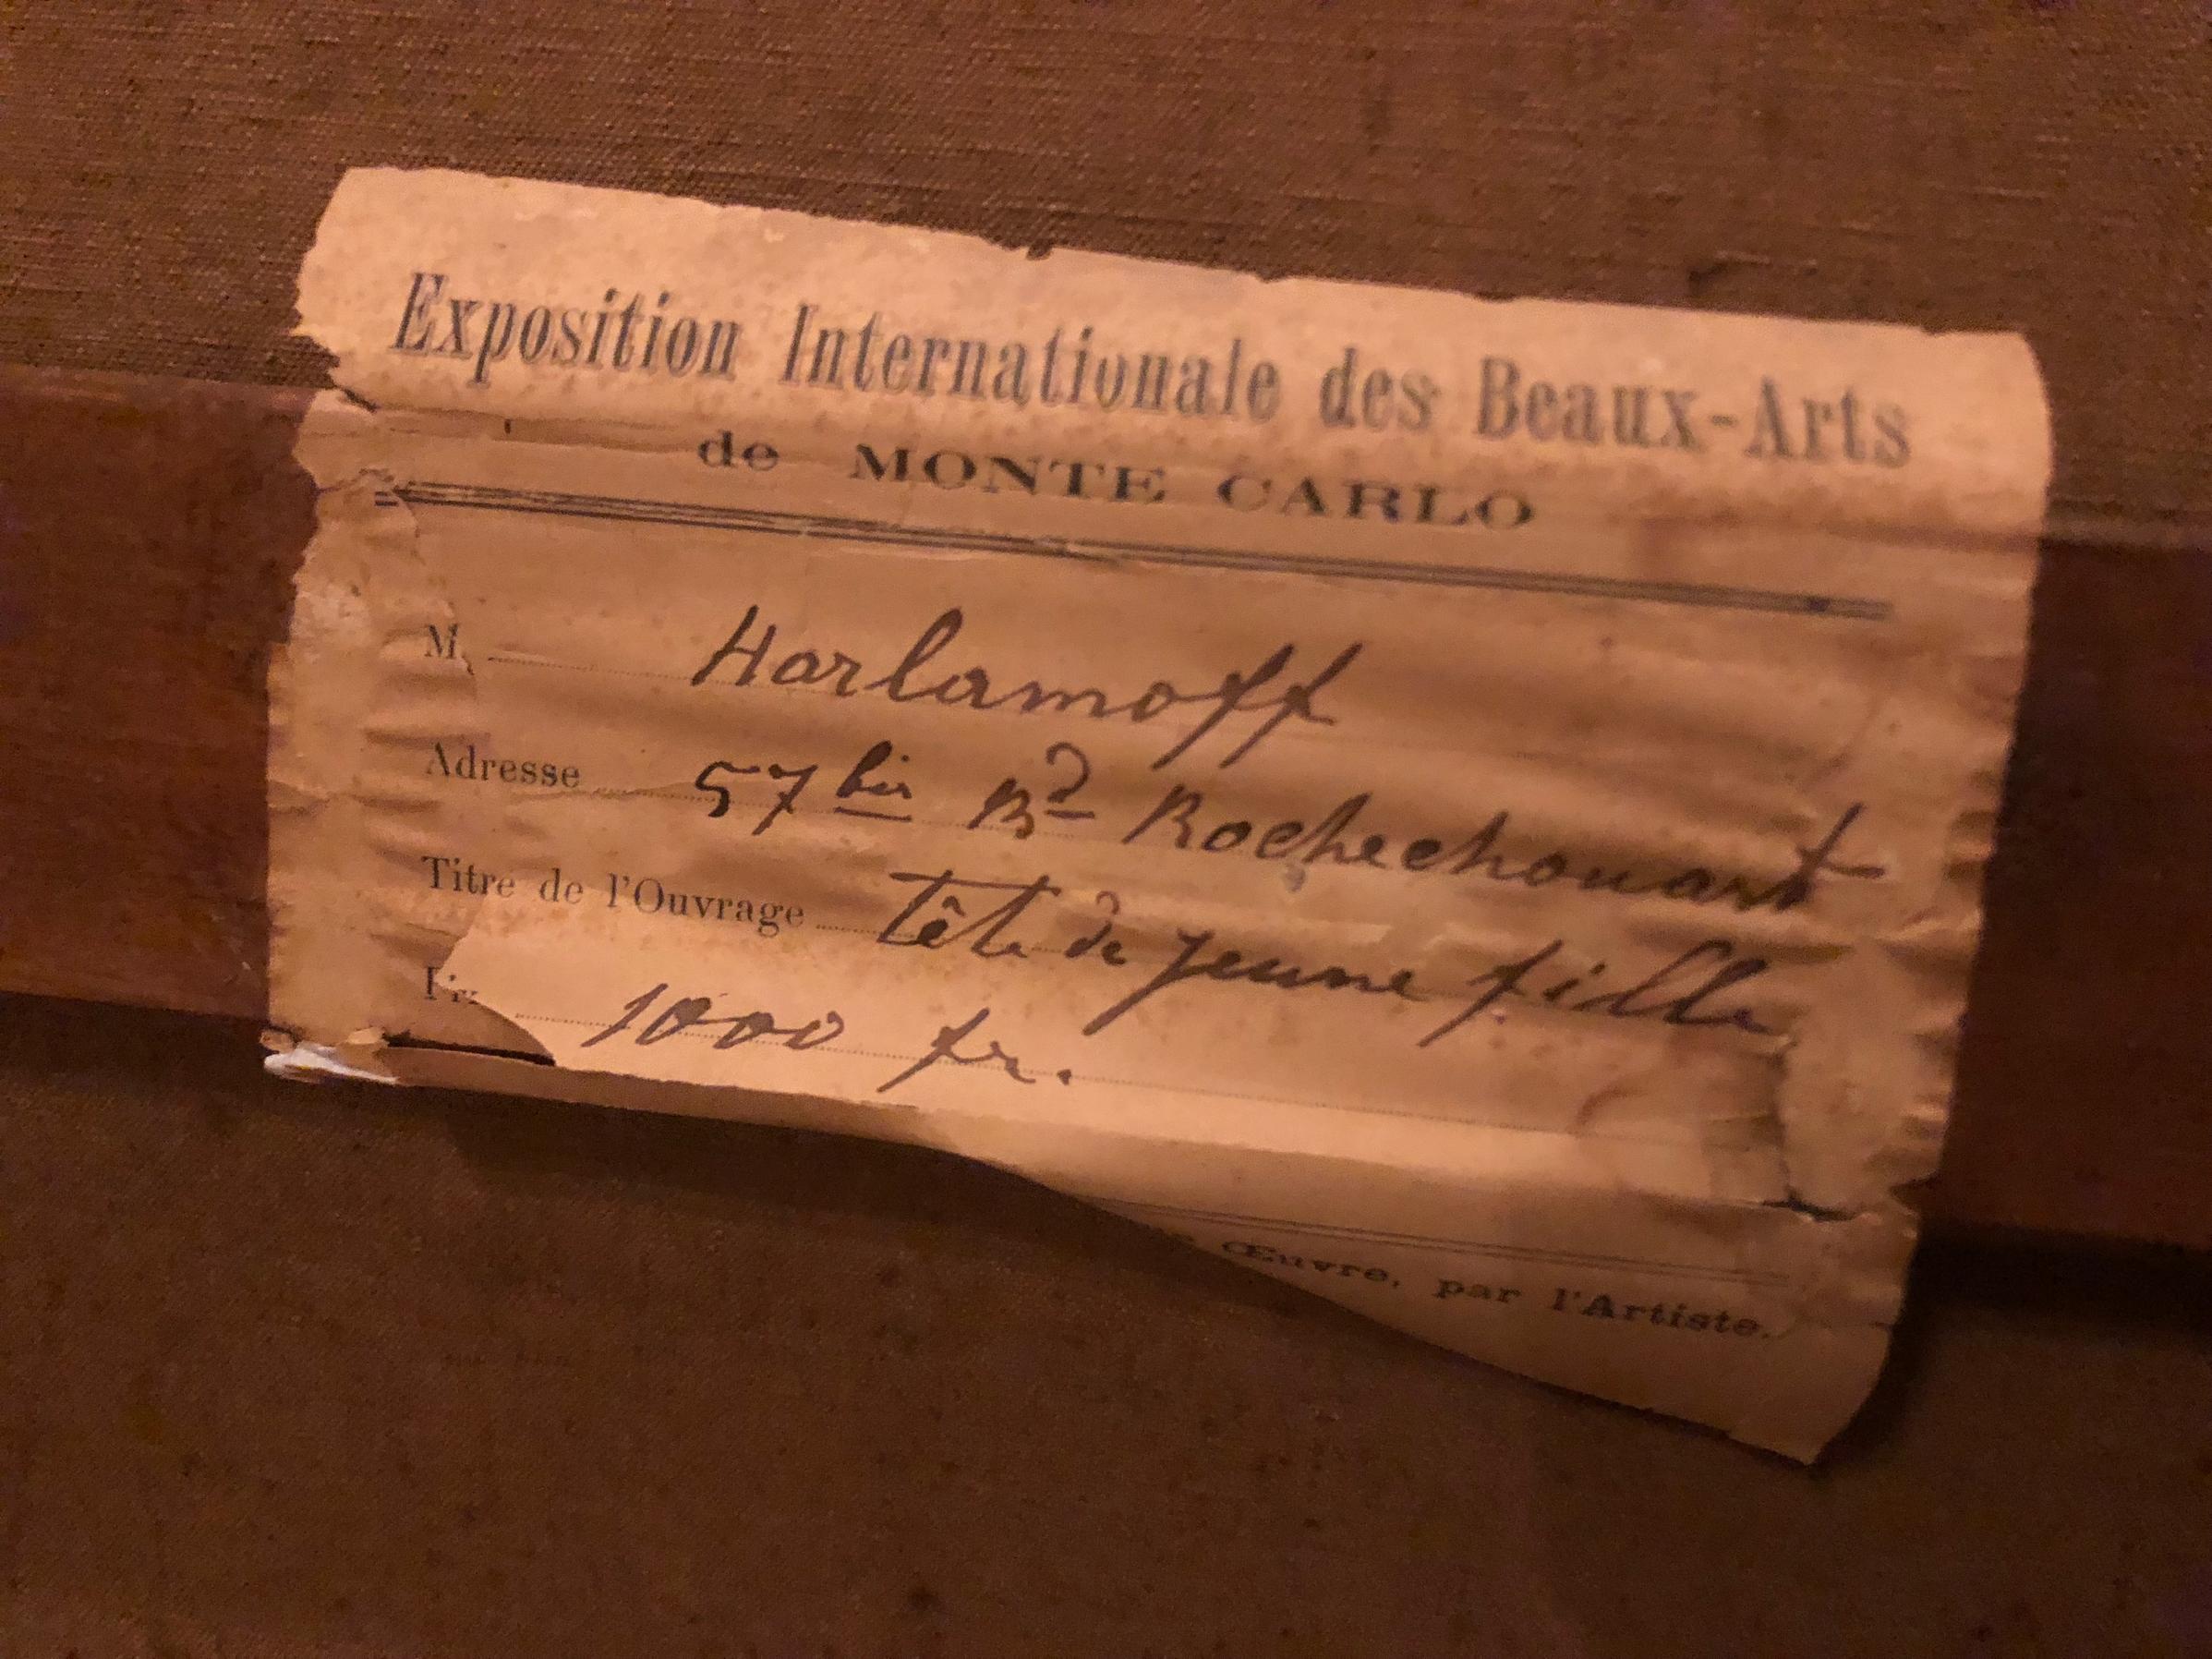 Exposition Internationale des Beaux-Arts
de MONTE CARLO
M. Harlamoff
Adresse 57 bis Bd Rochechouart
Titre de l'Ouvrage tête de jeune fille
1000 fr.
Œuvre, par l'Artiste.